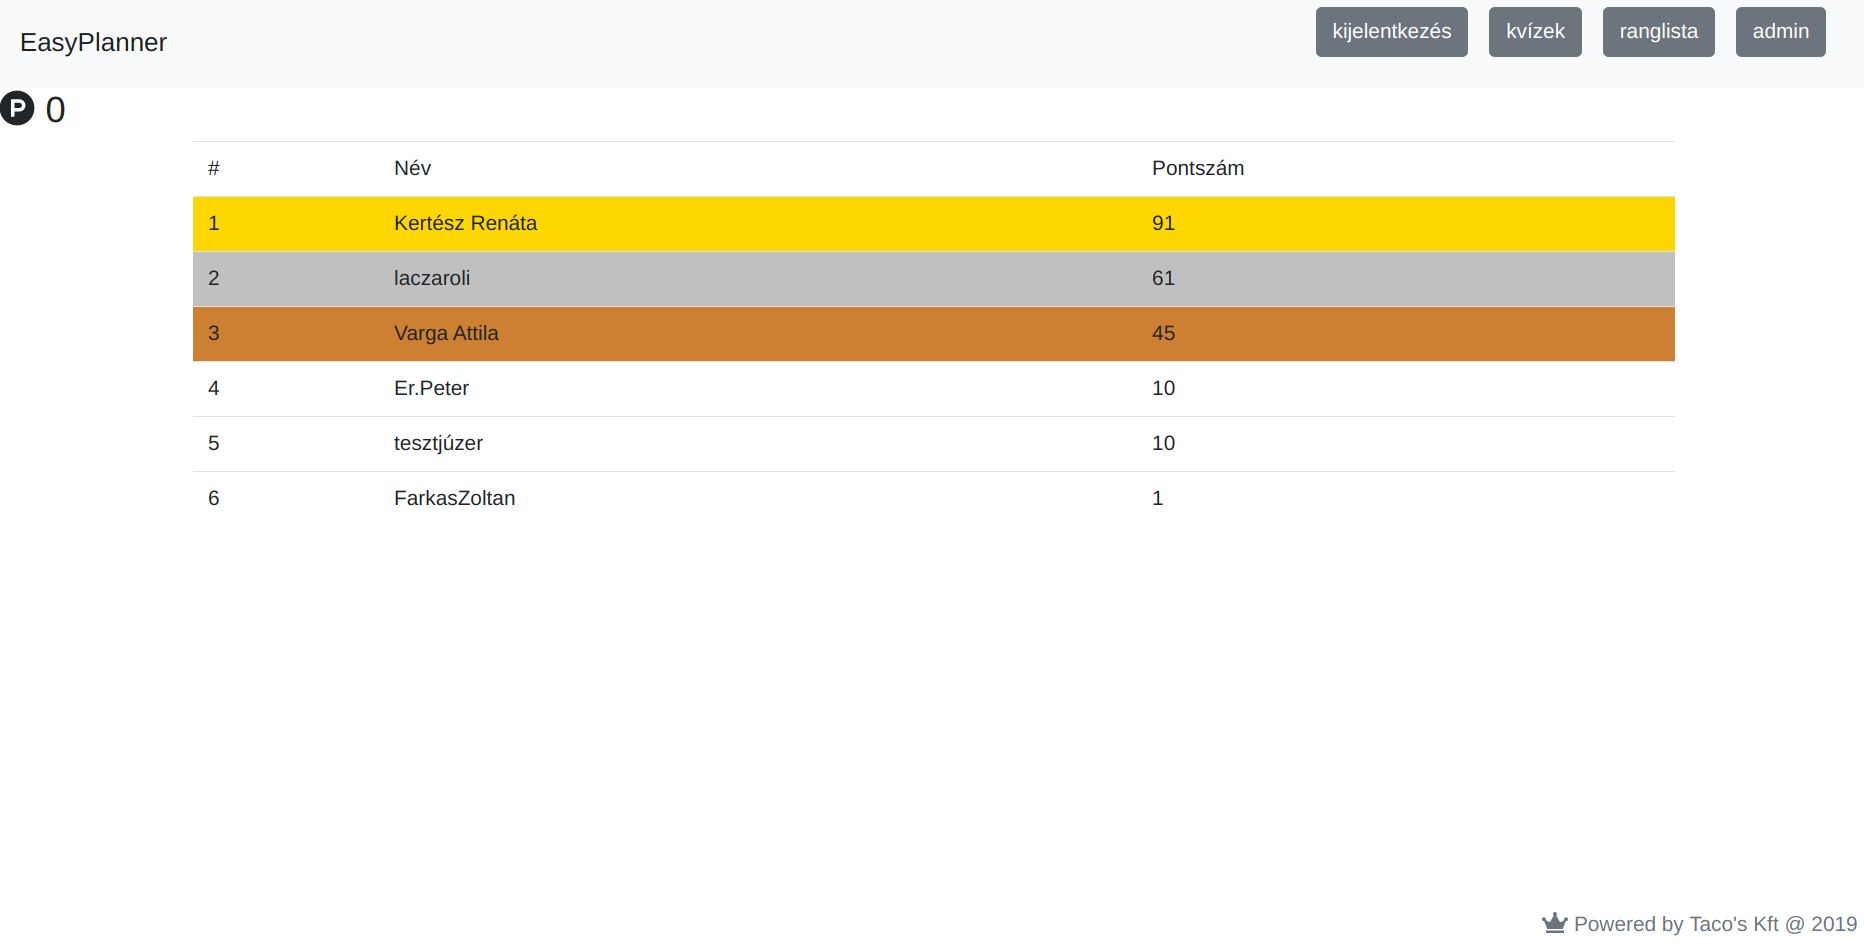 EasyPlanner
kijelentkezés kvízek ranglista admin
P 0
# Név Pontszám
1 Kertész Renáta 91
2 laczaroli 61
3 Varga Attila 45
4 Er.Peter 10
5 tesztjúzer 10
6 FarkasZoltan 1
Powered by Taco's Kft @ 2019